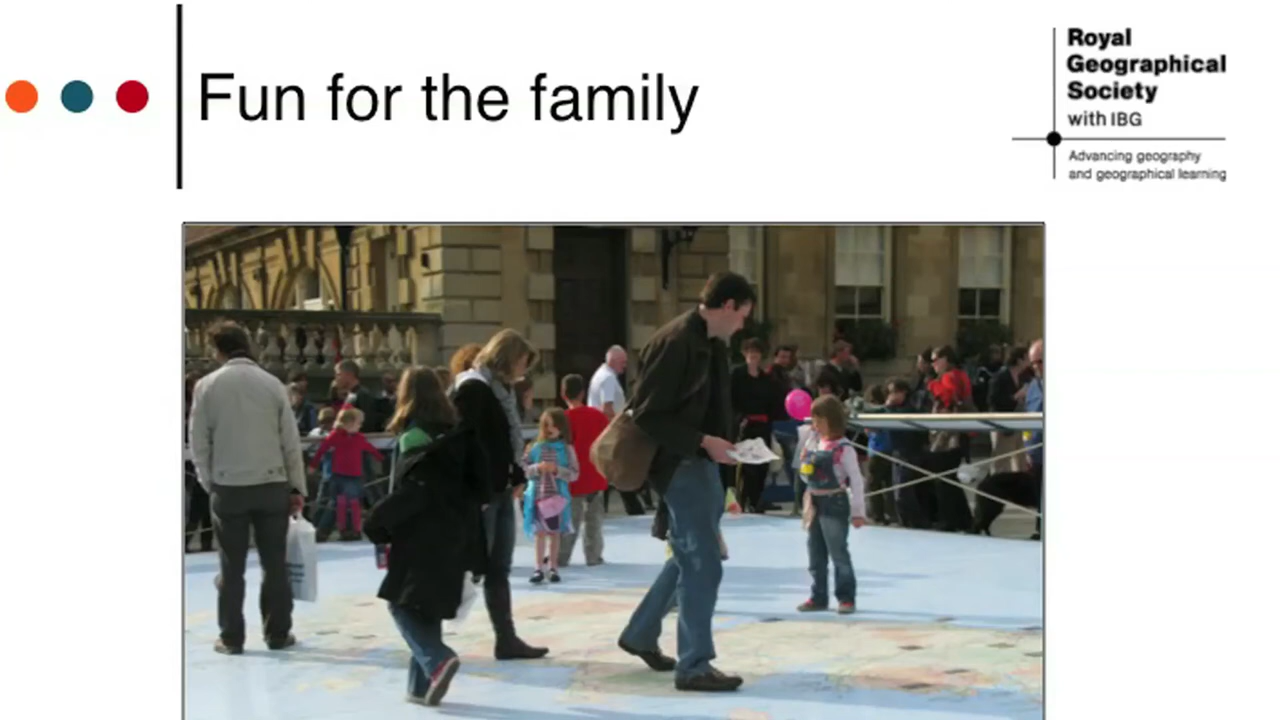 Fun for the family
Royal
Geographical
Society
with IBG
Advancing geography
and geographical learning